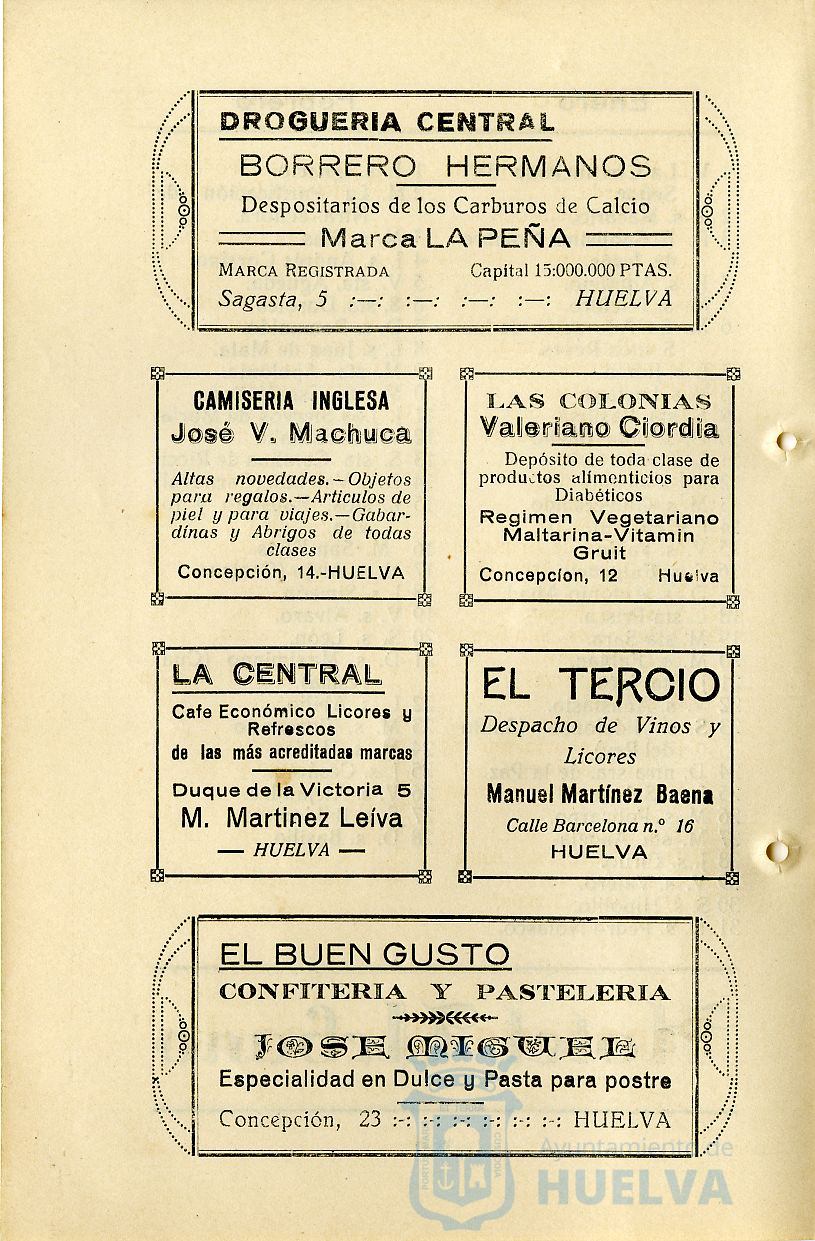 DROGUERIA CENTRAL
BORRERO HERMANOS
Despositarios de los Carburos de Calcio
Marca LA PEÑA
MARCA REGISTRADA Capital 15:000.000 PTAS.
Sagasta, 5 :—: :—: :—: :—: HUELVA
CAMISERIA INGLESA
José V. Machuca
Altas novedades.—Objetos
para regalos.—Articulos de
piel y para viajes.—Gabar-
dinas y Abrigos de todas
clases
Concepción, 14.-HUELVA
LAS COLONIAS
Valeriano Ciordia
Depósito de toda clase de
productos alimenticios para
Diabéticos
Regimen Vegetariano
Maltarina-Vitamin
Gruit
Concepcíon, 12 Huelva
LA CENTRAL
Cafe Económico Licores y
Refrescos
de las más acreditadas marcas
Duque de la Victoria 5
M. Martinez Leíva
— HUELVA —
EL TERCIO
Despacho de Vinos y
Licores
Manuel Martínez Baena
Calle Barcelona n.º 16
HUELVA
EL BUEN GUSTO
CONFITERIA Y PASTELERIA
JOSE MIGUEL
Especialidad en Dulce y Pasta para postre
Concepción, 23 :-: :-: :-: :-: :-: :-: HUELVA
Ayuntamiento de
HUELVA